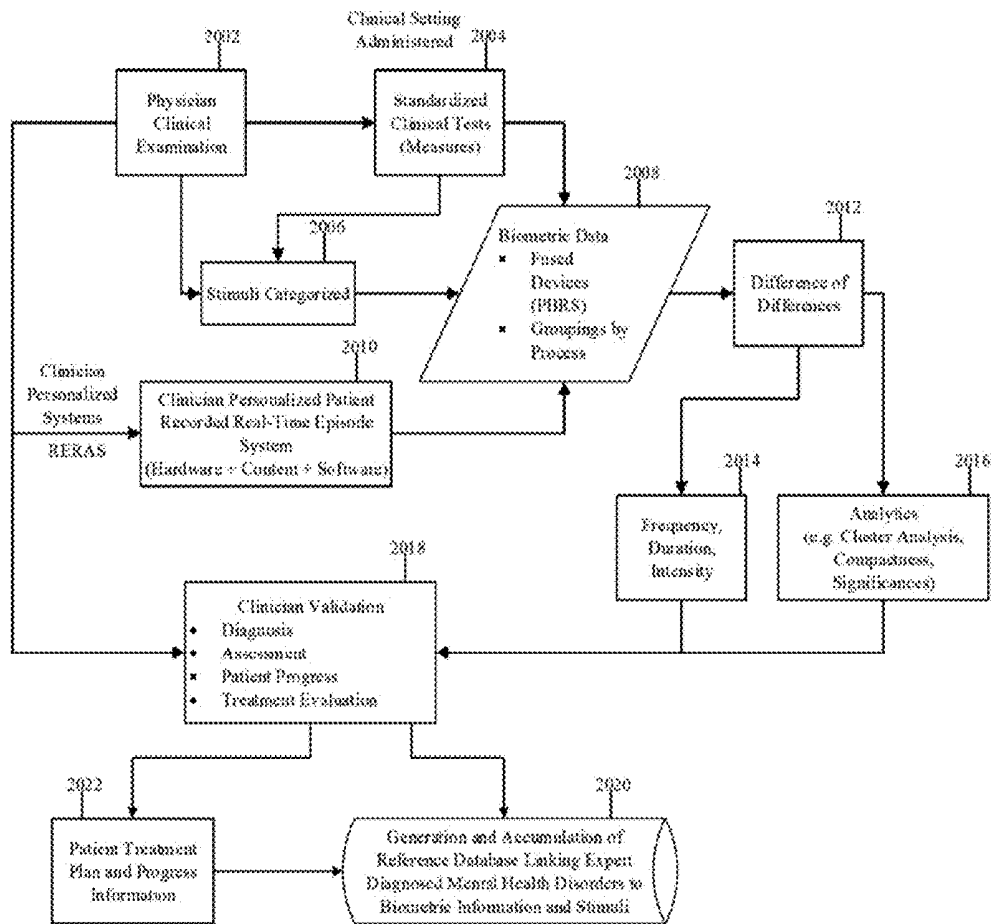 2002
Clinical Setting
Administered
2004
Physician
Clinical
Examination
Standardized
Clinical Tests
(Measures)
2006
Stimuli Categorized
2008
Biometric Data
Fused
Devices
(PBRS)
Groupings by
Process
2012
Difference of
Differences
Clinician
Personalized
Systems
RERAS
2010
Clinician Personalized Patient
Recorded Real-Time Episode
System
(Hardware + Content + Software)
2014
Frequency,
Duration,
Intensity
2016
Analytics
(e.g. Cluster Analysis,
Compactness,
Significances)
2018
Clinician Validation
Diagnosis
Assessment
Patient Progress
Treatment Evaluation
2022
Patient Treatment
Plan and Progress
information
2020
Generation and Accumulation of
Reference Database Linking Expert
Diagnosed Mental Health Disorders to
Biometric Information and Stimuli